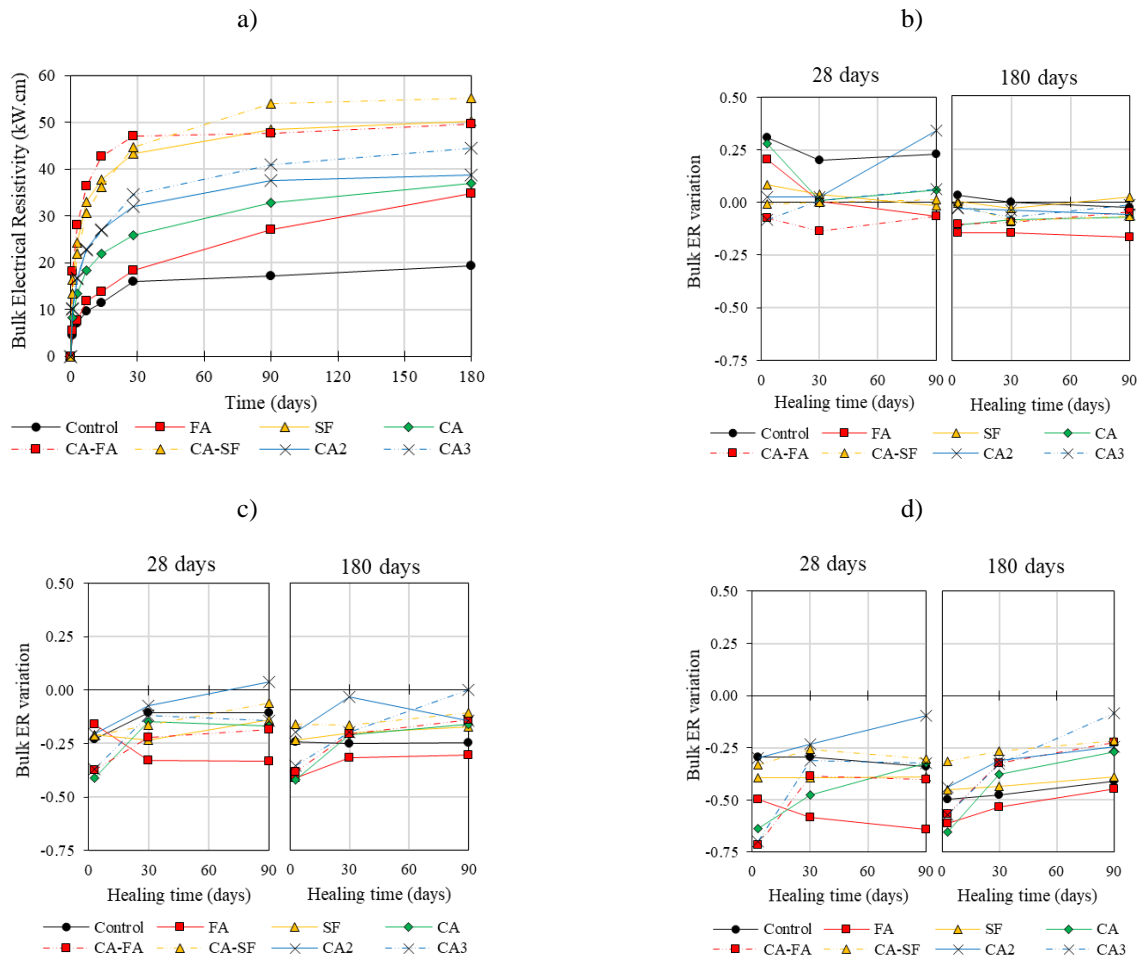 a)
60
50
40
30
20
10
0
Bulk Electrical Resistivity (kW.cm)
0 30 60 90 120 150 180
Time (days)
Control FA SF CA
CA-FA CA-SF CA2 CA3
b)
28 days 180 days
0.50
0.25
0.00
-0.25
-0.50
-0.75
Bulk ER variation
0 30 60 90 0 30 60 90
Healing time (days) Healing time (days)
Control FA SF CA
CA-FA CA-SF CA2 CA3
c)
28 days 180 days
0.50
0.25
0.00
-0.25
-0.50
-0.75
Bulk ER variation
0 30 60 90 0 30 60 90
Healing time (days) Healing time (days)
Control FA SF CA
CA-FA CA-SF CA2 CA3
d)
28 days 180 days
0.50
0.25
0.00
-0.25
-0.50
-0.75
Bulk ER variation
0 30 60 90 0 30 60 90
Healing time (days) Healing time (days)
Control FA SF CA
CA-FA CA-SF CA2 CA3